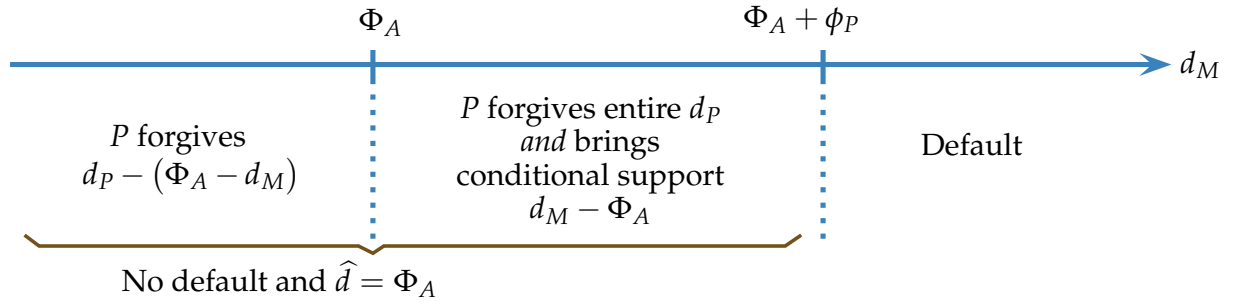 Φ_A
Φ_A + ϕ_P
d_M
P forgives
d_P − (Φ_A − d_M)
P forgives entire d_P
and brings
conditional support
d_M − Φ_A
Default
No default and d̂ = Φ_A